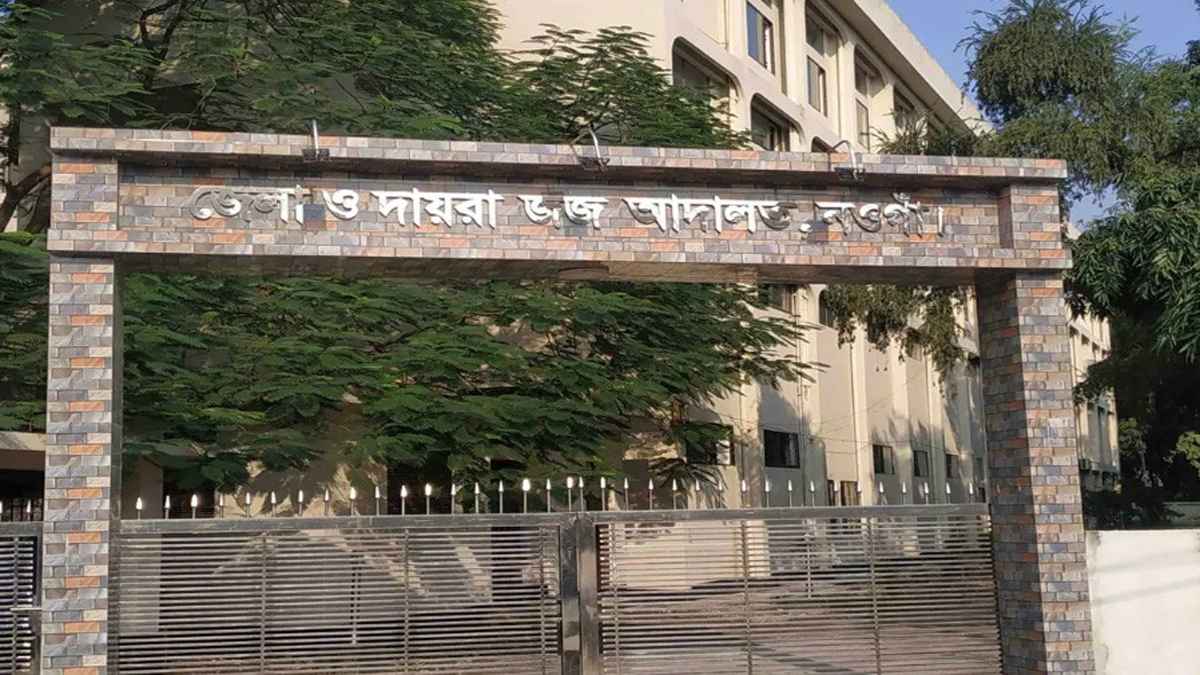 জেলা ও দায়রা জজ আদালত, নওগাঁ।